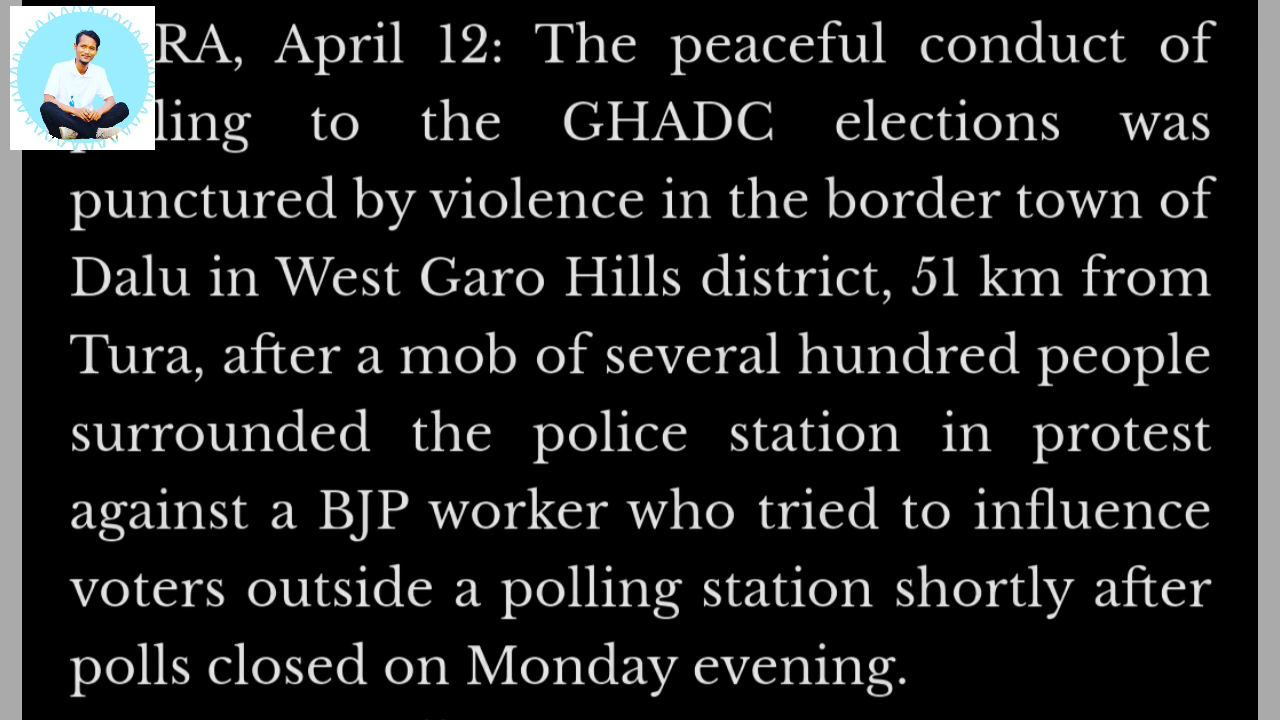 RA, April 12: The peaceful conduct of
ling to the GHADC elections was
punctured by violence in the border town of
Dalu in West Garo Hills district, 51 km from
Tura, after a mob of several hundred people
surrounded the police station in protest
against a BJP worker who tried to influence
voters outside a polling station shortly after
polls closed on Monday evening.